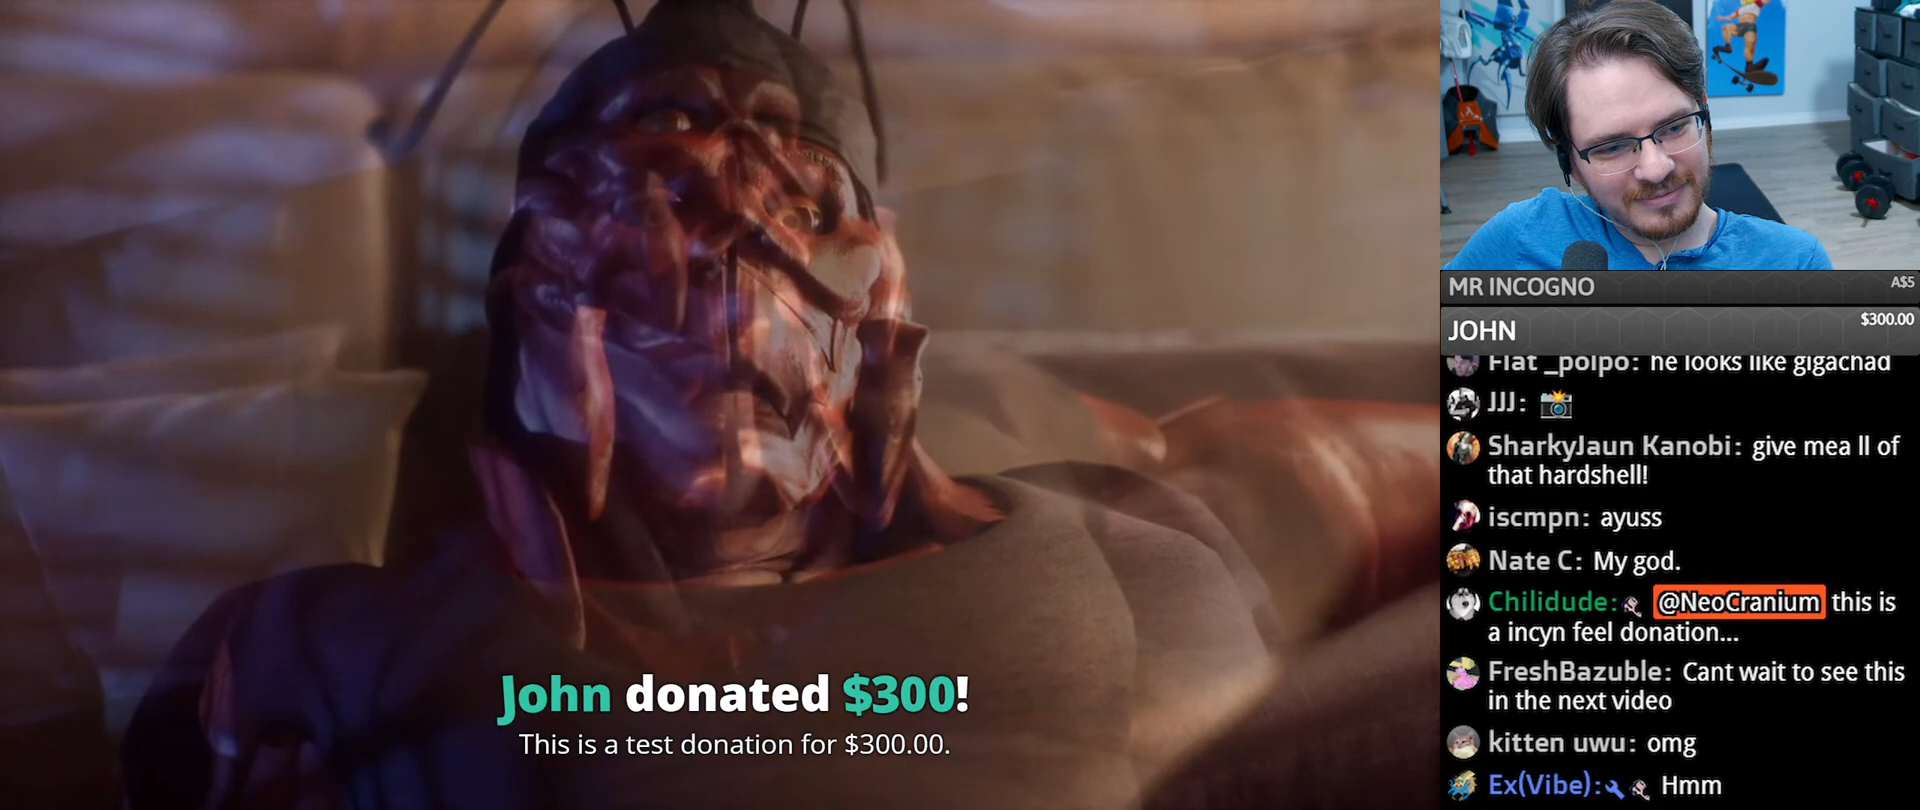 MR INCOGNO
A$5
JOHN
$300.00
Flat _polpo: he looks like gigachad
JJJ:
SharkyJaun Kanobi: give mea ll of
that hardshell!
iscmpn: ayuss
Nate C: My god.
Chilidude: @NeoCranium this is
a incyn feel donation...
FreshBazuble: Cant wait to see this
in the next video
kitten uwu: omg
Ex(Vibe): Hmm
John donated $300!
This is a test donation for $300.00.